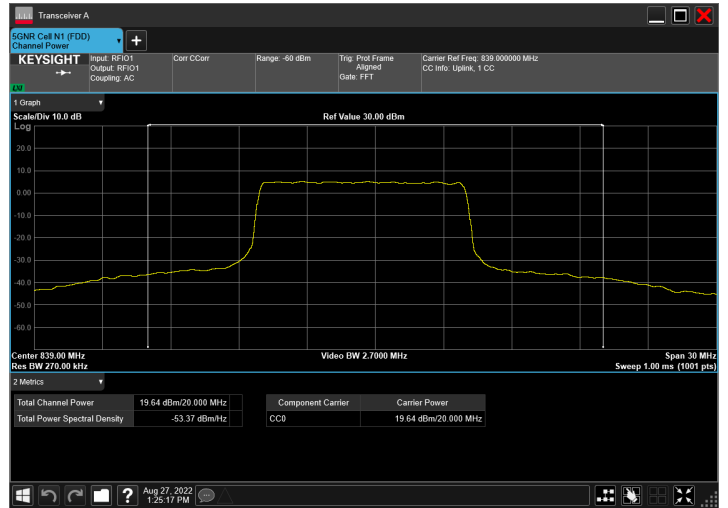 Transceiver A
5GNR Cell N1 (FDD)
Channel Power
KEYSIGHT
LXI
Input: RFIO1
Output: RFIO1
Coupling: AC
Corr CCorr
Range: -60 dBm
Trig: Prot Frame
Aligned
Gate: FFT
Carrier Ref Freq: 839.000000 MHz
CC Info: Uplink, 1 CC
1 Graph
Scale/Div 10.0 dB
Ref Value 30.00 dBm
Log
20.0
10.0
0.00
-10.0
-20.0
-30.0
-40.0
-50.0
-60.0
Center 839.00 MHz
Video BW 2.7000 MHz
Span 30 MHz
Res BW 270.00 kHz
Sweep 1.00 ms (1001 pts)
2 Metrics
Total Channel Power 19.64 dBm/20.000 MHz
Total Power Spectral Density -53.37 dBm/Hz
Component Carrier Carrier Power
CC0 19.64 dBm/20.000 MHz
Aug 27, 2022
1:25:17 PM